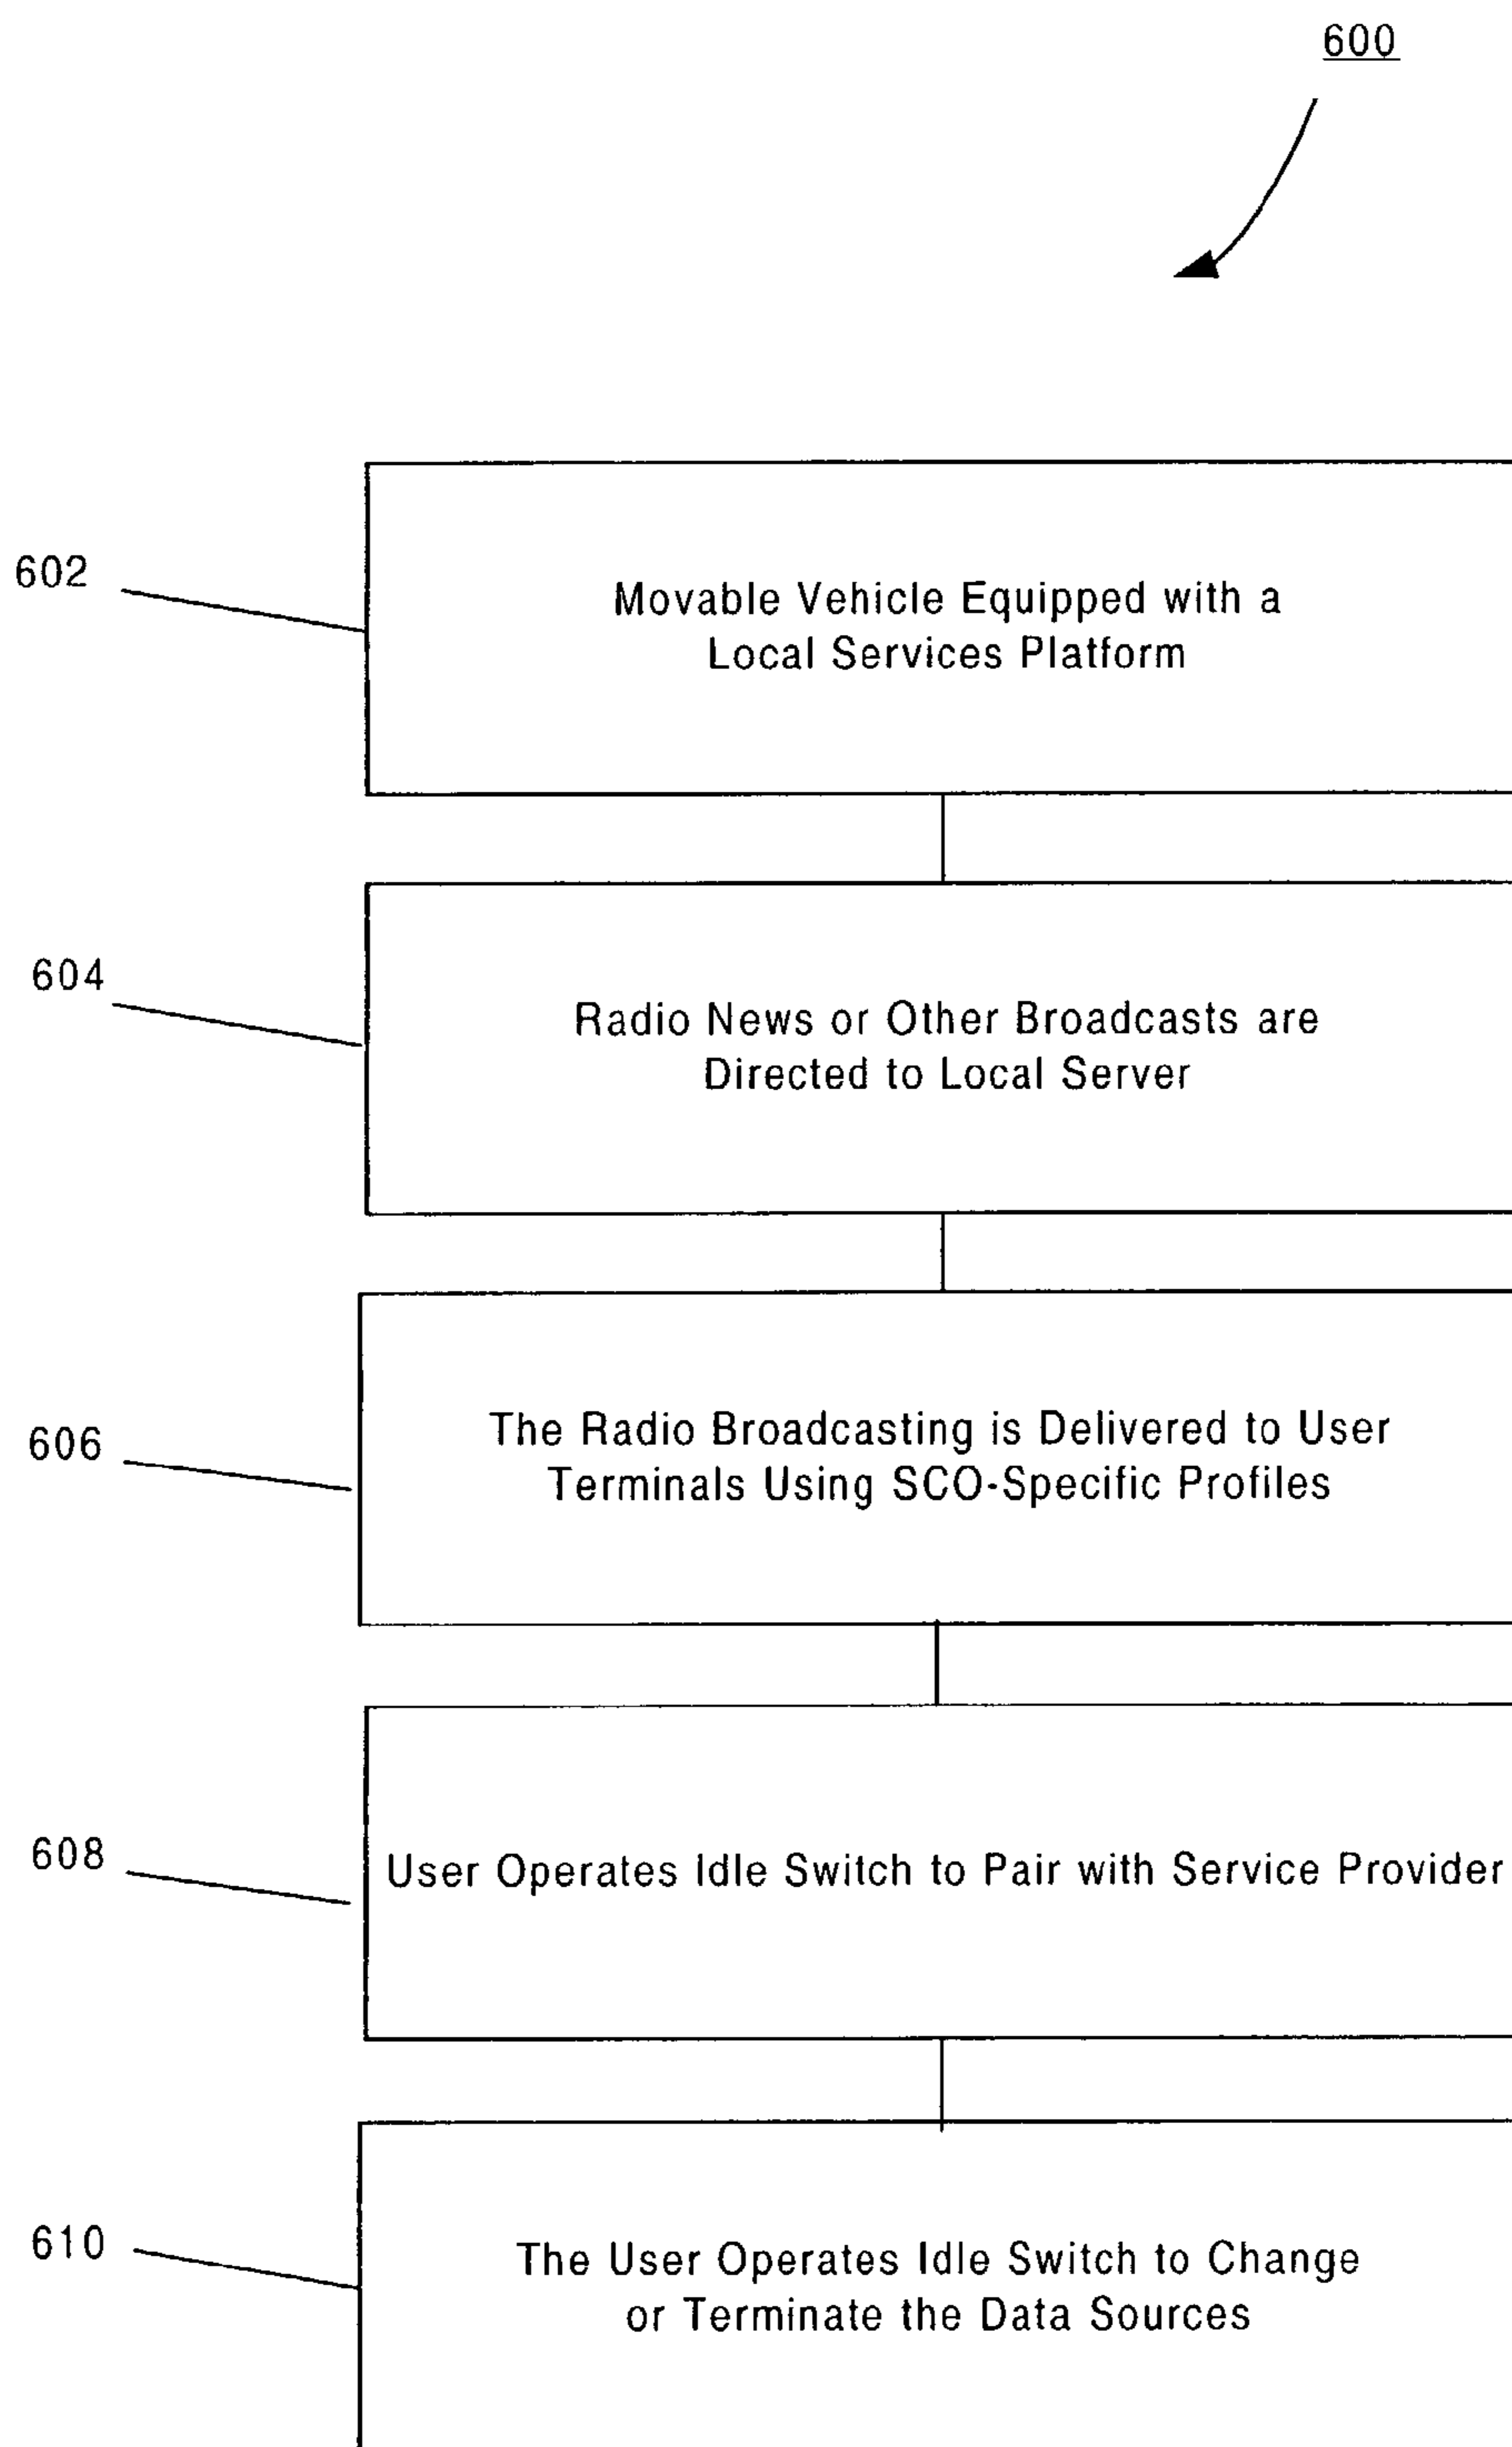 600
602
Movable Vehicle Equipped with a
Local Services Platform
604
Radio News or Other Broadcasts are
Directed to Local Server
606
The Radio Broadcasting is Delivered to User
Terminals Using SCO-Specific Profiles
608
User Operates Idle Switch to Pair with Service Provider
610
The User Operates Idle Switch to Change
or Terminate the Data Sources